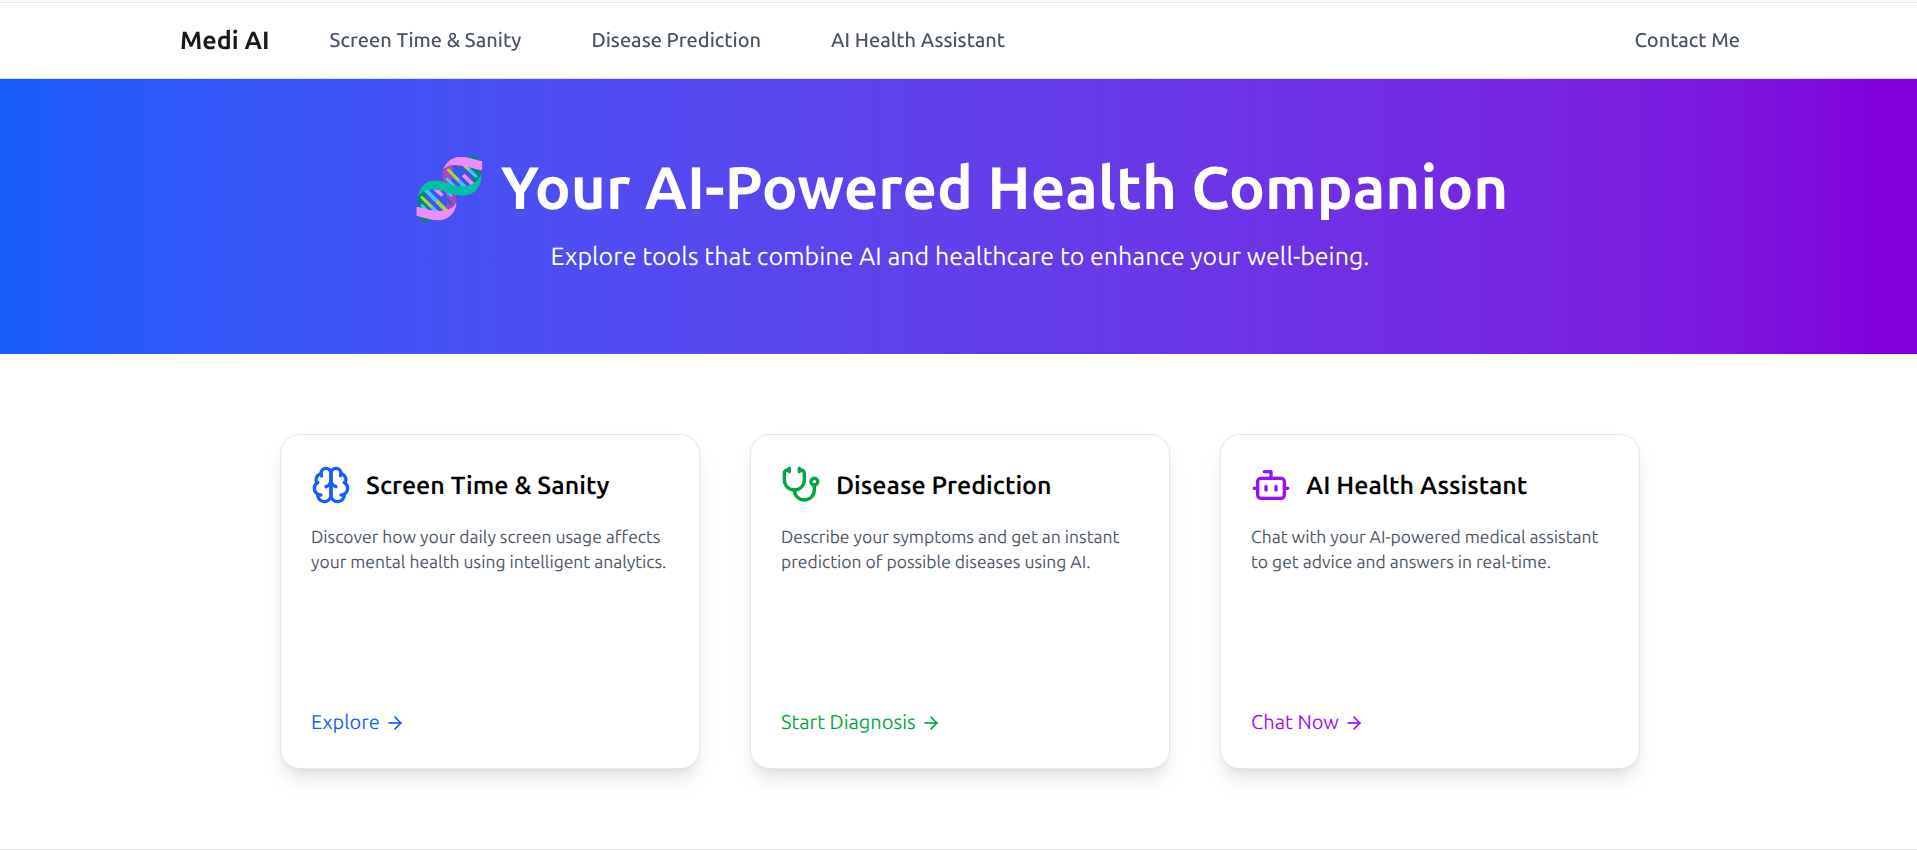 Medi AI
Screen Time & Sanity
Disease Prediction
AI Health Assistant
Contact Me
🧬 Your AI-Powered Health Companion
Explore tools that combine AI and healthcare to enhance your well-being.
Screen Time & Sanity
Discover how your daily screen usage affects
your mental health using intelligent analytics.
Explore →
Disease Prediction
Describe your symptoms and get an instant
prediction of possible diseases using AI.
Start Diagnosis →
AI Health Assistant
Chat with your AI-powered medical assistant
to get advice and answers in real-time.
Chat Now →